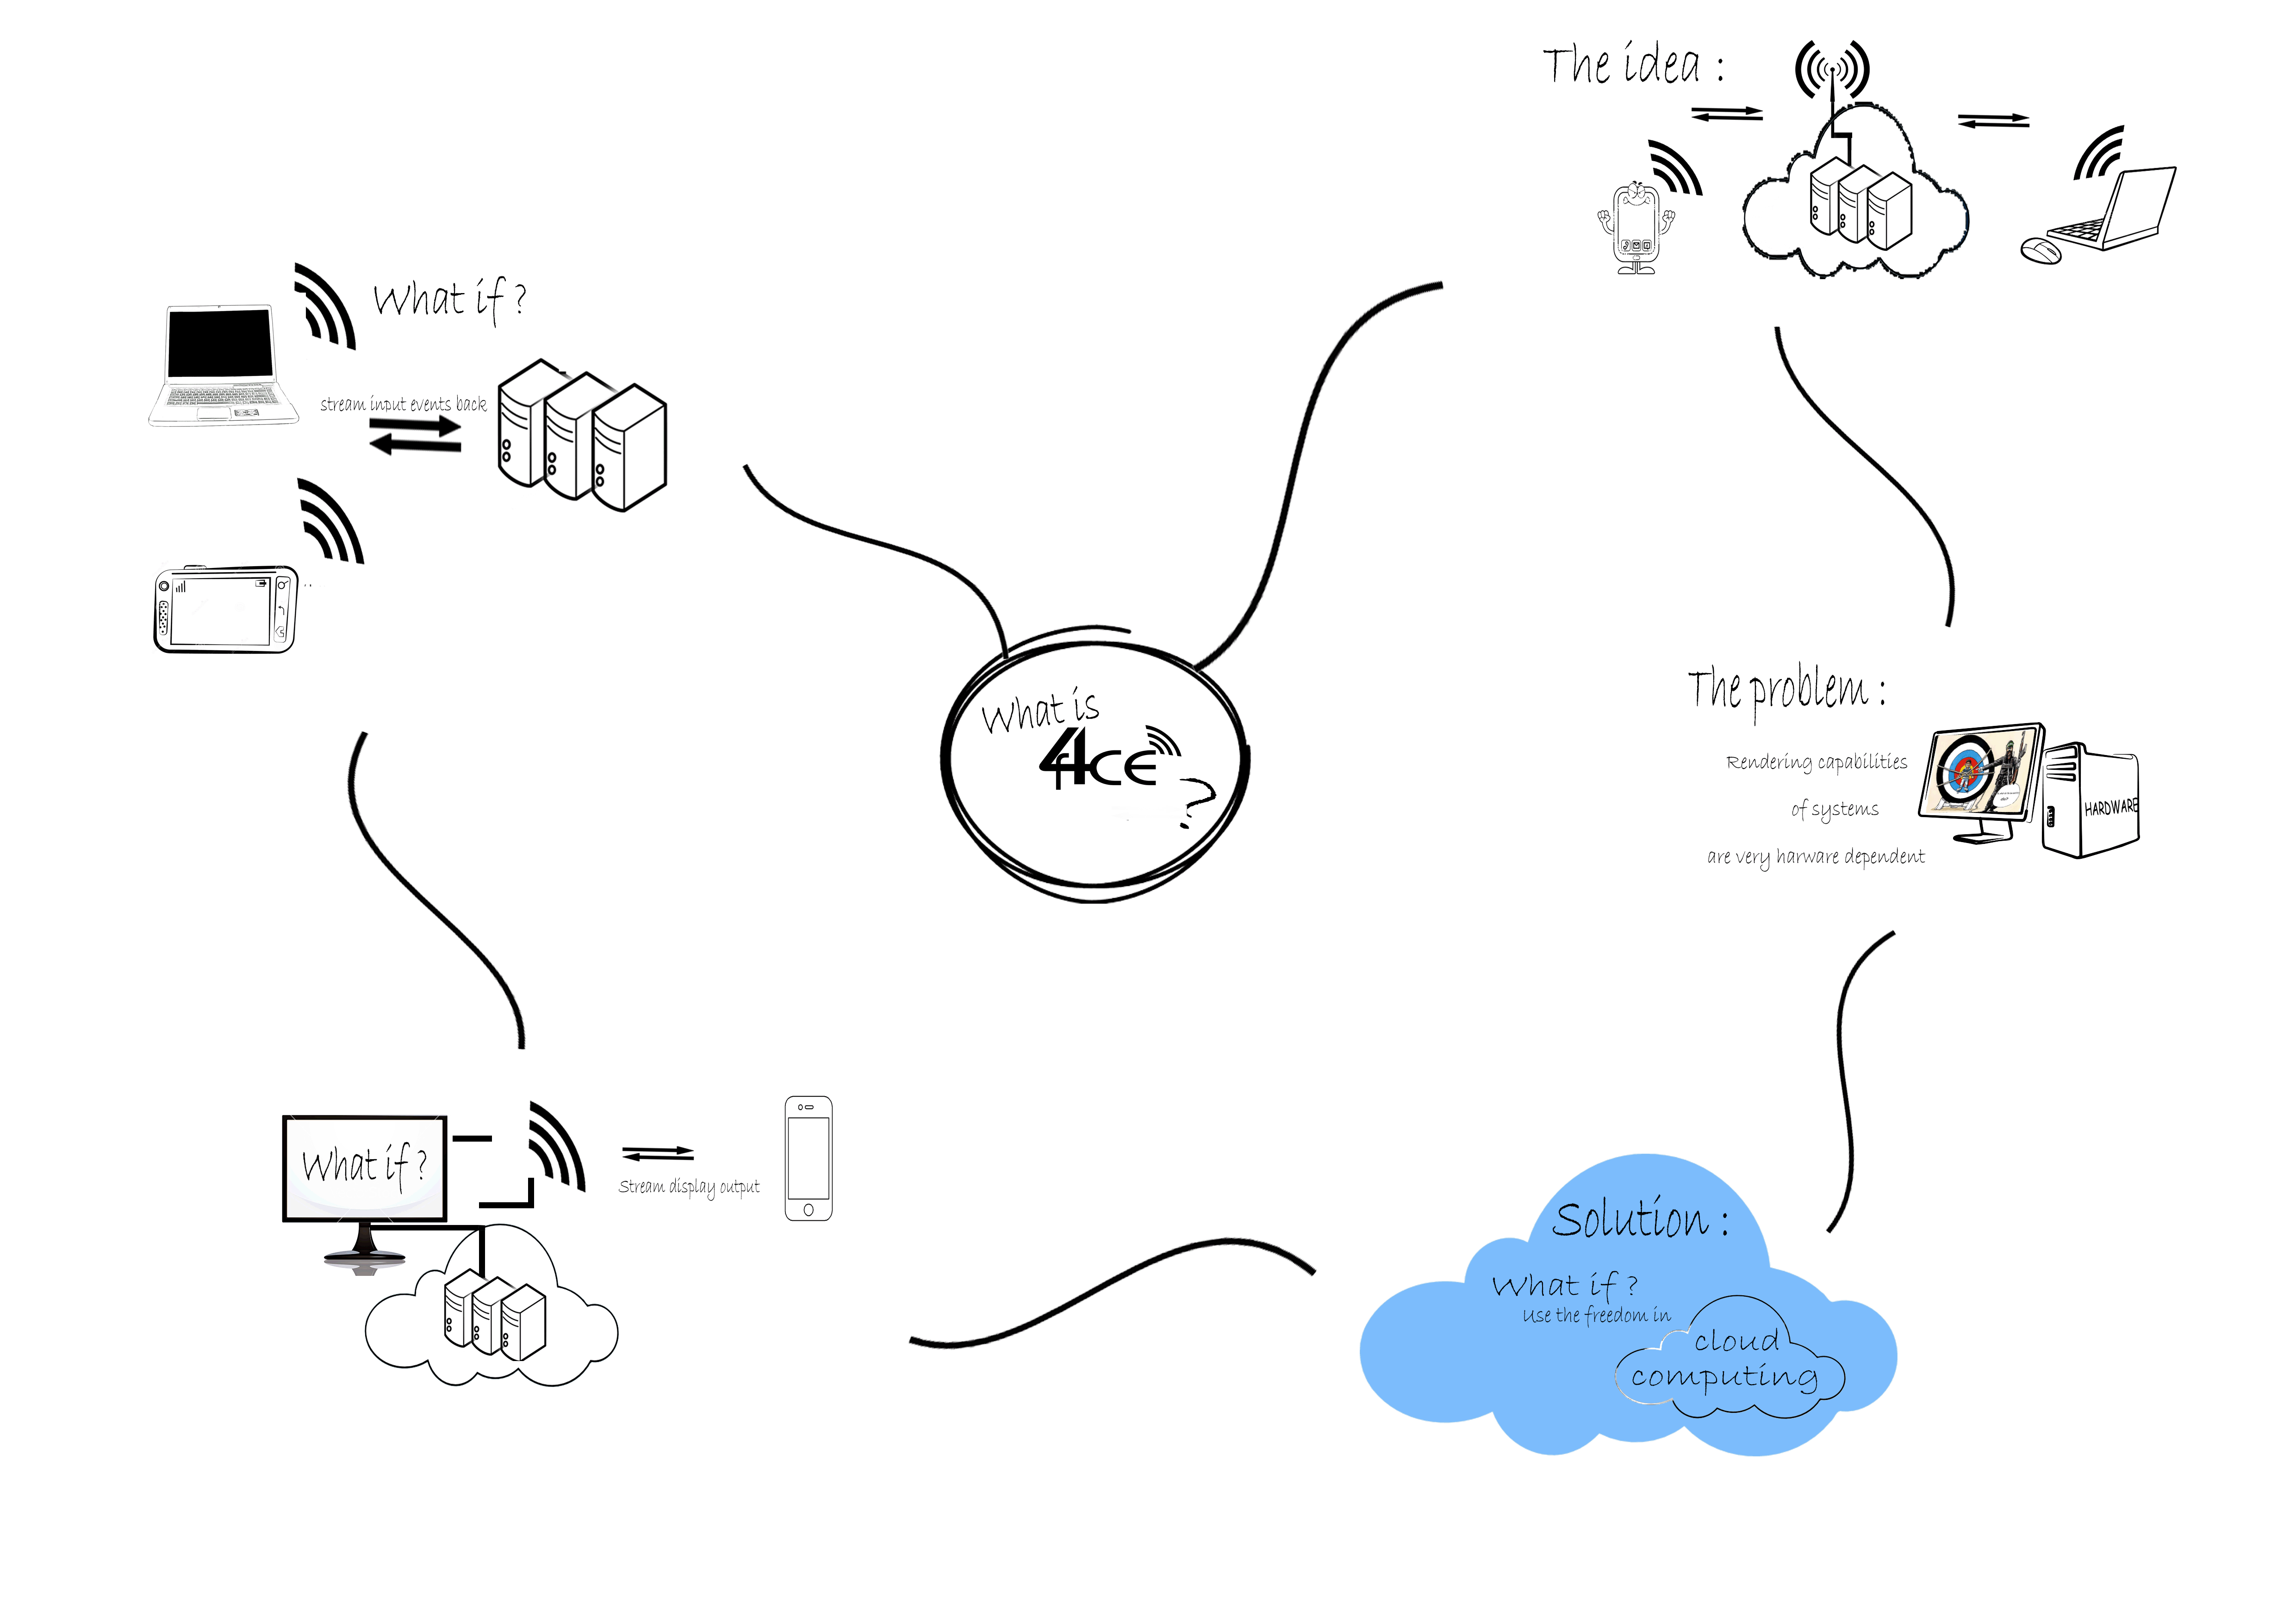 The idea :
What if ?
stream input events back
What is
4face
?
The problem :
Rendering capabilities
of systems
are very harware dependent
HARDWARE
What if ?
Stream display output
Solution :
What if ?
Use the freedom in
cloud
computing